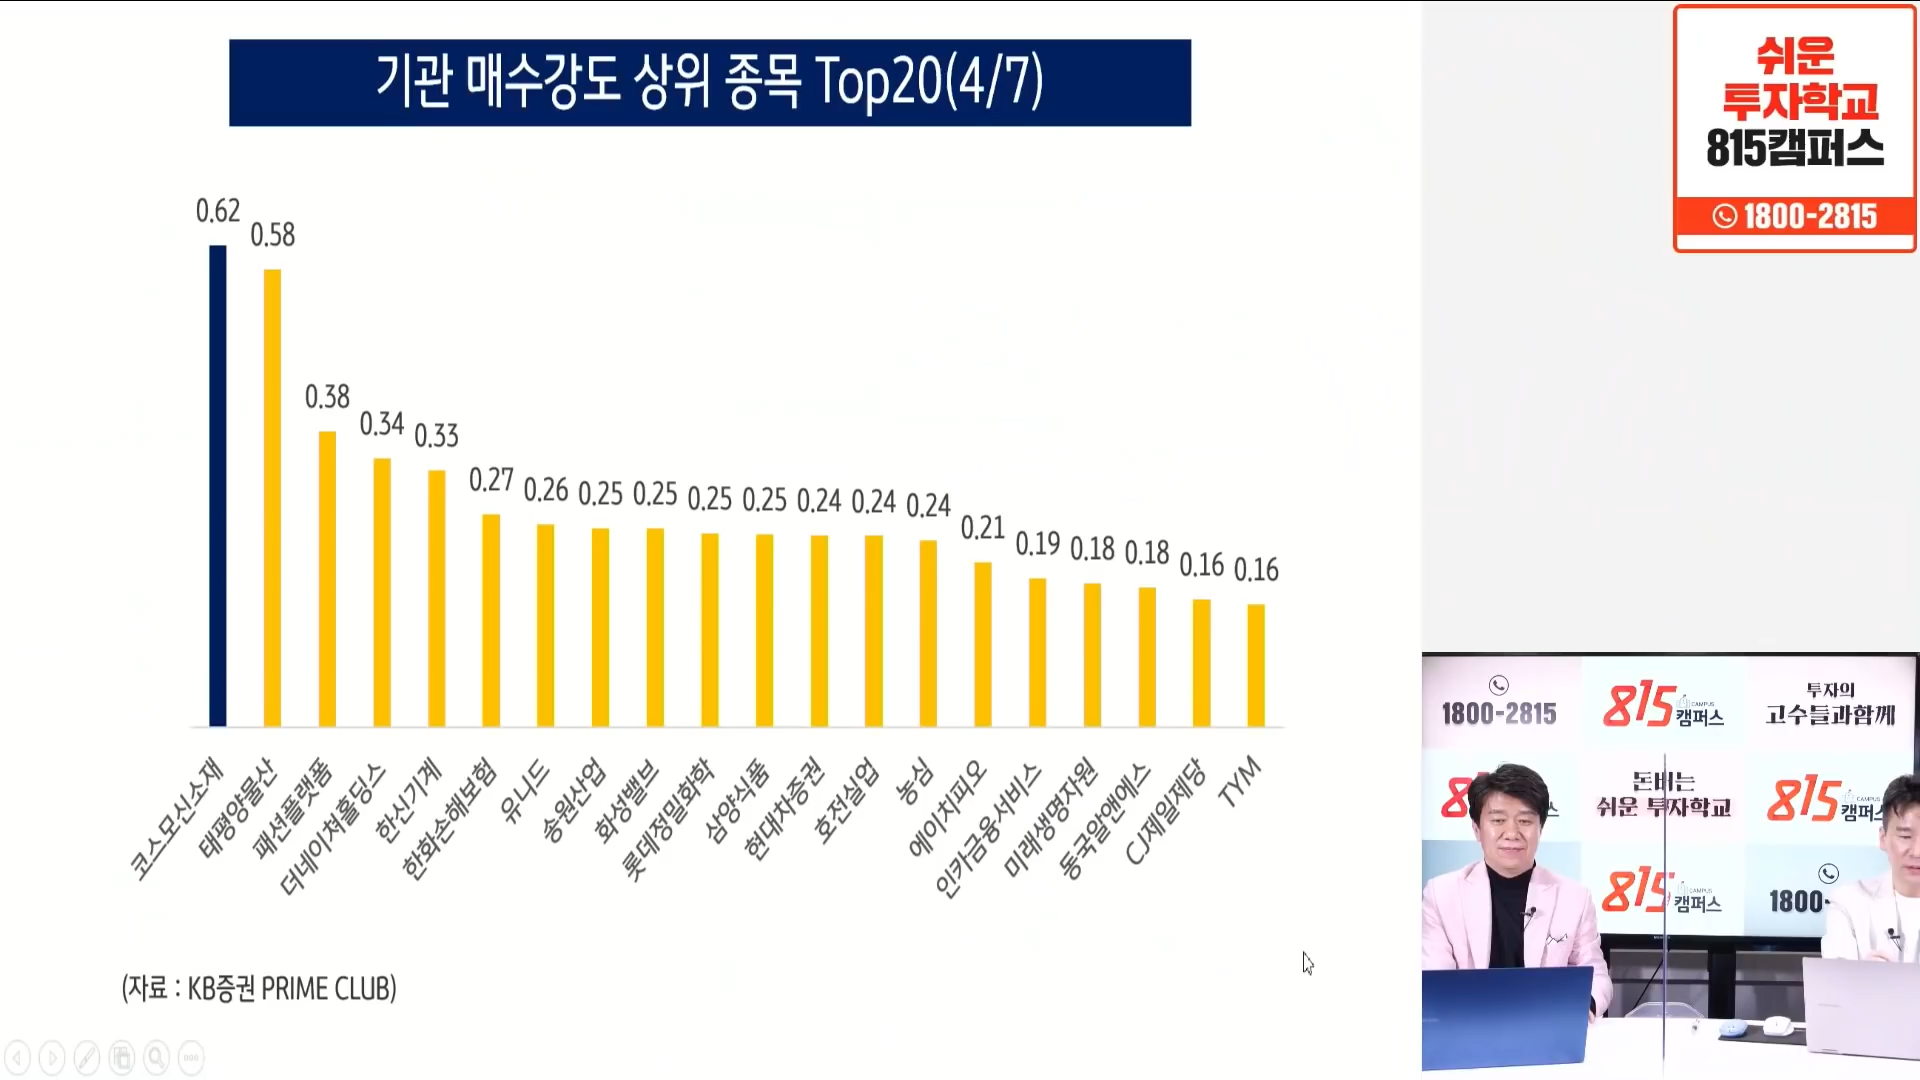 기관 매수강도 상위 종목 Top20(4/7)
쉬운
투자학교
815캠퍼스
1800-2815
0.62
0.58
0.38
0.34
0.33
0.27
0.26
0.25
0.25
0.25
0.25
0.24
0.24
0.24
0.21
0.19
0.18
0.18
0.16
0.16
코스모신소재
태평양물산
패션플랫폼
더네이쳐홀딩스
한신기계
한화손해보험
유니드
송원산업
화성밸브
롯데정밀화학
삼양식품
현대차증권
호전실업
농심
에이치피오
인카금융서비스
미래생명자원
동국알앤에스
CJ제일제당
TYM
(자료 : KB증권 PRIME CLUB)
1800-2815
815 CAMPUS
캠퍼스
투자의
고수들과함께
돈버는
쉬운 투자학교
815 CAMPUS
캠퍼스
815 CAMPUS
캠퍼스
1800-